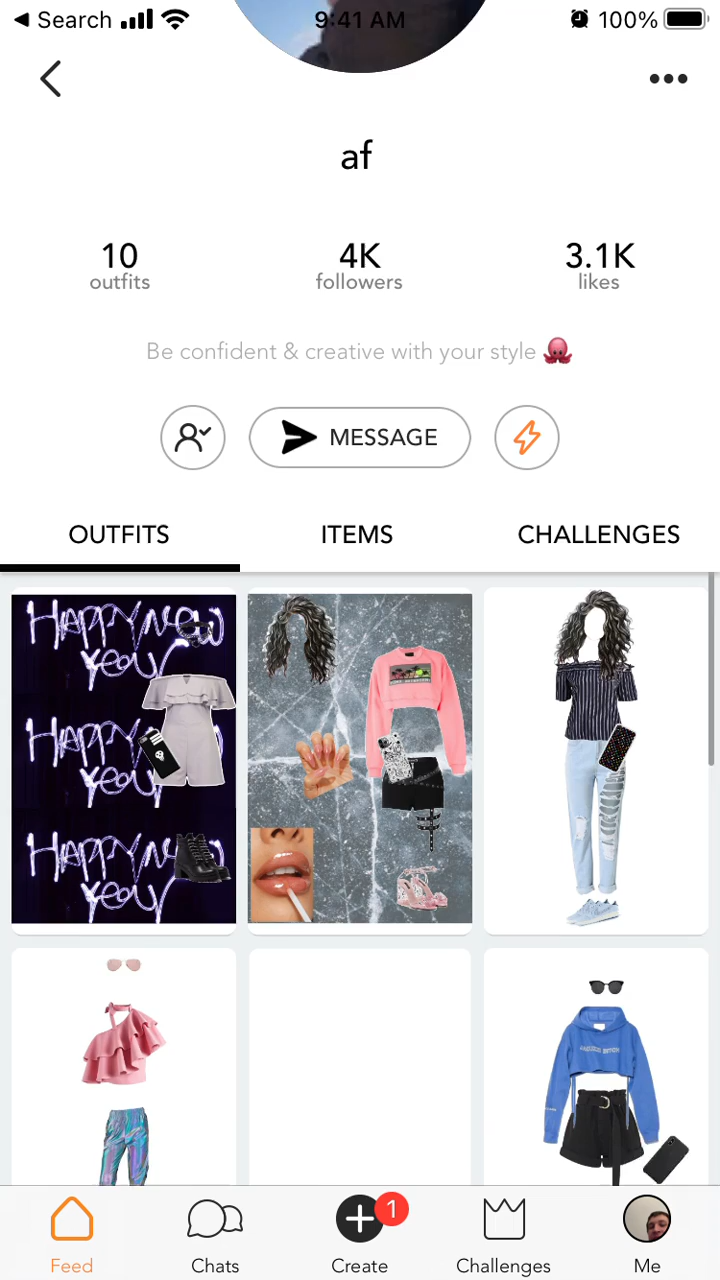 Search 9:41 AM 100%
af
10 4K 3.1K
outfits followers likes
Be confident & creative with your style
MESSAGE
OUTFITS ITEMS CHALLENGES
HAPPY NEW
YEAR
HAPPY
YEAR
HAPPY NEW
YEAR
1
Feed Chats Create Challenges Me